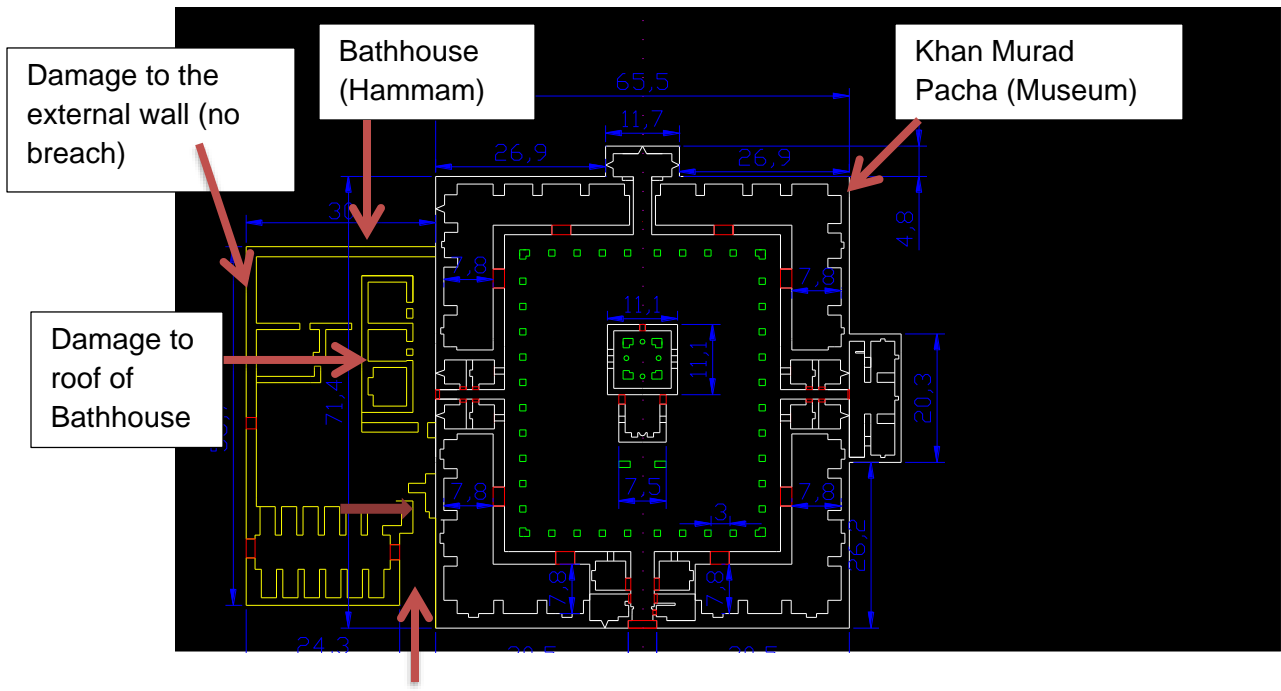 Damage to the
external wall (no
breach)
Bathhouse
(Hammam)
Khan Murad
Pacha (Museum)
65,5
11,7
26,9
26,9
4,8
7,8
7,8
11,1
11,1
Damage to
roof of
Bathhouse
71,4
20,3
7,8
7,5
3
7,8
26,2
7,8
7,8
24,3